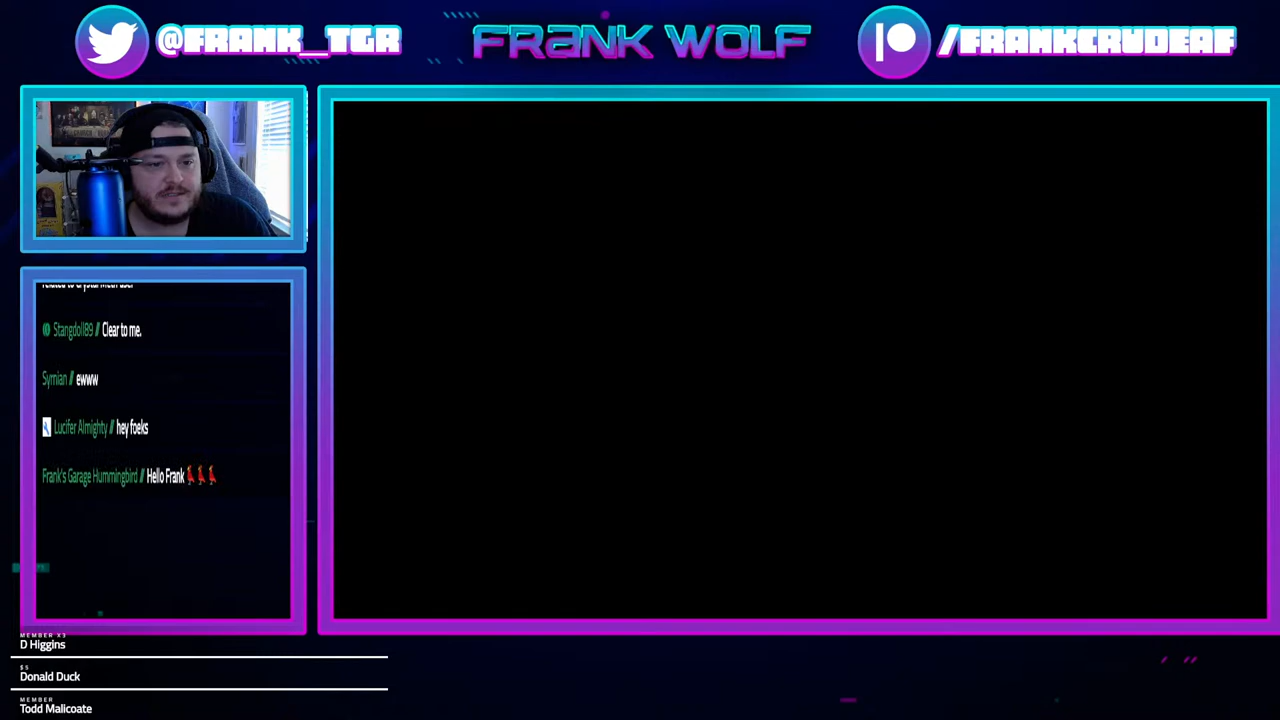 @FRANK_TGR
FRANK WOLF
/FRANKCRUDEAF
Stangdoll89 // Clear to me.
Symian // ewww
Lucifer Almighty // hey foeks
Frank's Garage Hummingbird // Hello Frank 💃💃💃
MEMBER X3
D Higgins
$5
Donald Duck
MEMBER
Todd Malicoate